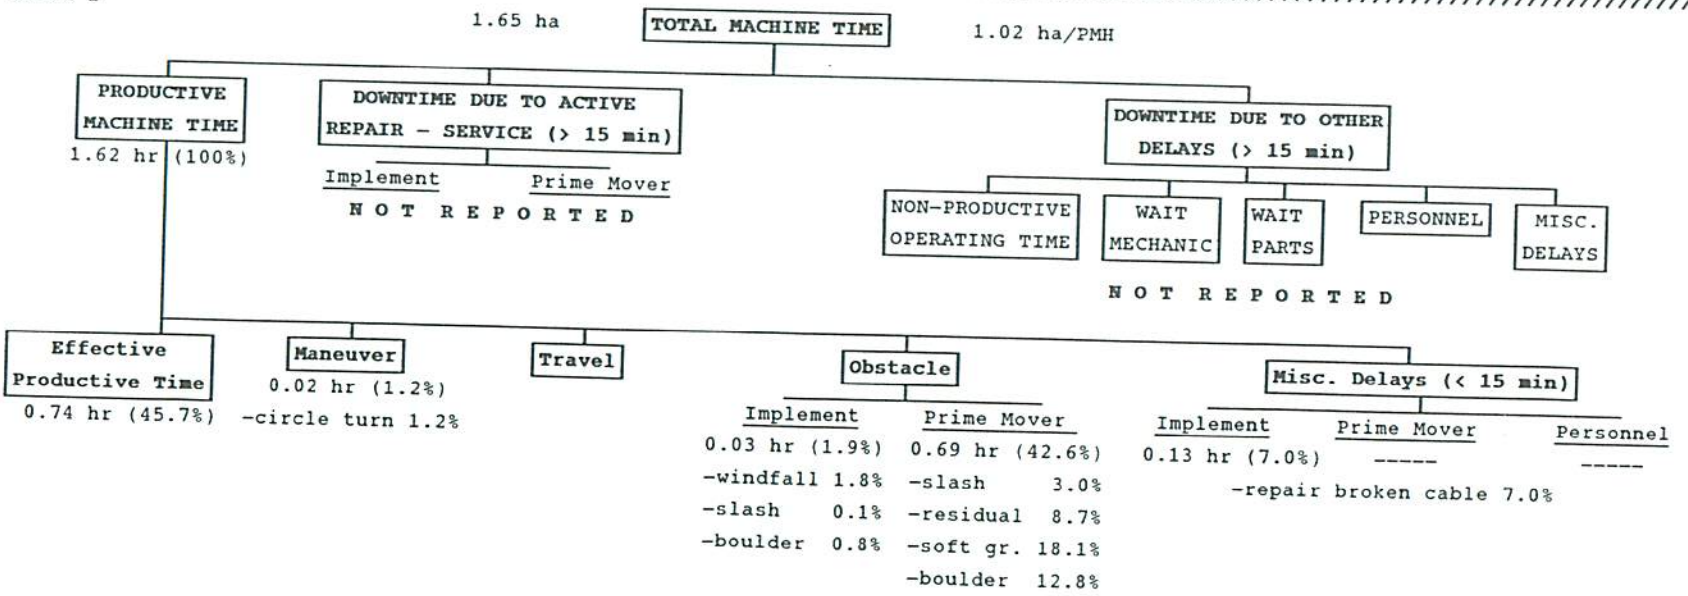 1.65 ha
TOTAL MACHINE TIME
1.02 ha/PMH
PRODUCTIVE
MACHINE TIME
1.62 hr (100%)
DOWNTIME DUE TO ACTIVE
REPAIR - SERVICE (> 15 min)
Implement
Prime Mover
NOT REPORTED
DOWNTIME DUE TO OTHER
DELAYS (> 15 min)
NON-PRODUCTIVE
OPERATING TIME
WAIT
MECHANIC
WAIT
PARTS
PERSONNEL
MISC.
DELAYS
NOT REPORTED
Effective
Productive Time
0.74 hr (45.7%)
Maneuver
0.02 hr (1.2%)
-circle turn 1.2%
Travel
Obstacle
Implement
0.03 hr (1.9%)
-windfall 1.8%
-slash 0.1%
-boulder 0.8%
Prime Mover
0.69 hr (42.6%)
-slash 3.0%
-residual 8.7%
-soft gr. 18.1%
-boulder 12.8%
Misc. Delays (< 15 min)
Implement
0.13 hr (7.0%)
Prime Mover
-----
Personnel
-----
-repair broken cable 7.0%